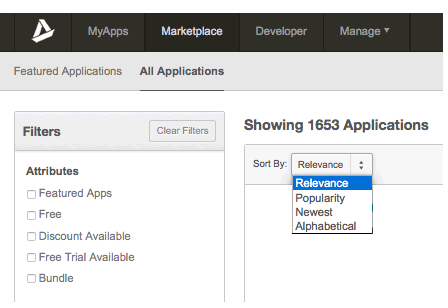 MyApps Marketplace Developer Manage
Featured Applications All Applications
Filters Clear Filters
Attributes
Featured Apps
Free
Discount Available
Free Trial Available
Bundle
Showing 1653 Applications
Sort By: Relevance
Relevance
Popularity
Newest
Alphabetical